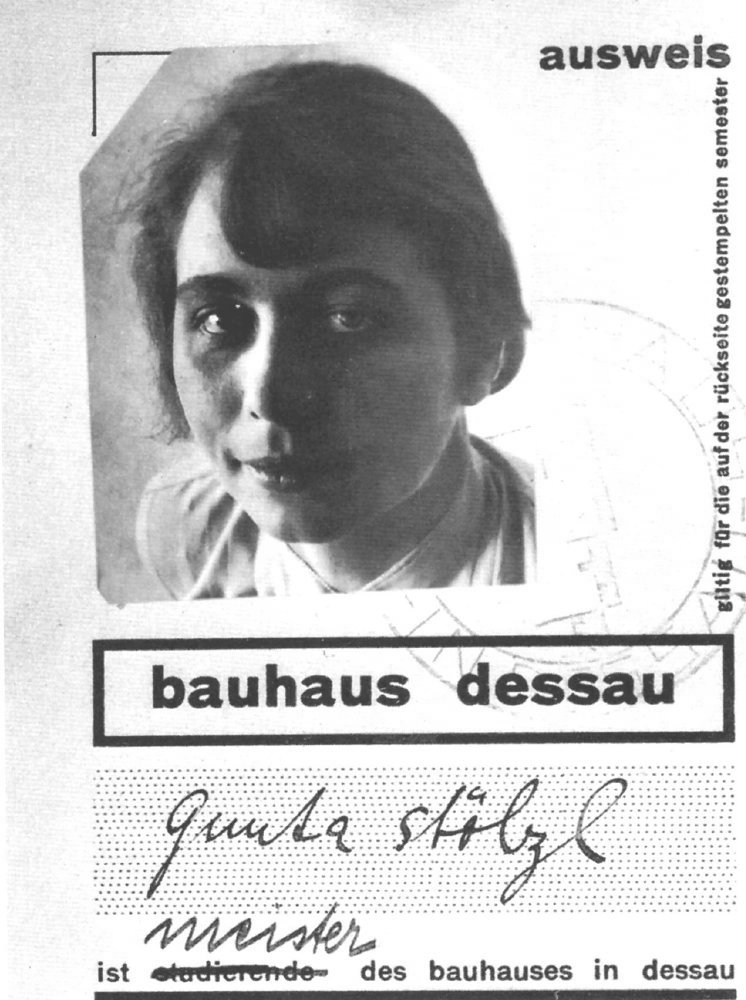 ausweis
gültig für die auf der rückseite gestempelten semester
bauhaus dessau
gunta stölzl
meister
ist studierende des bauhauses in dessau